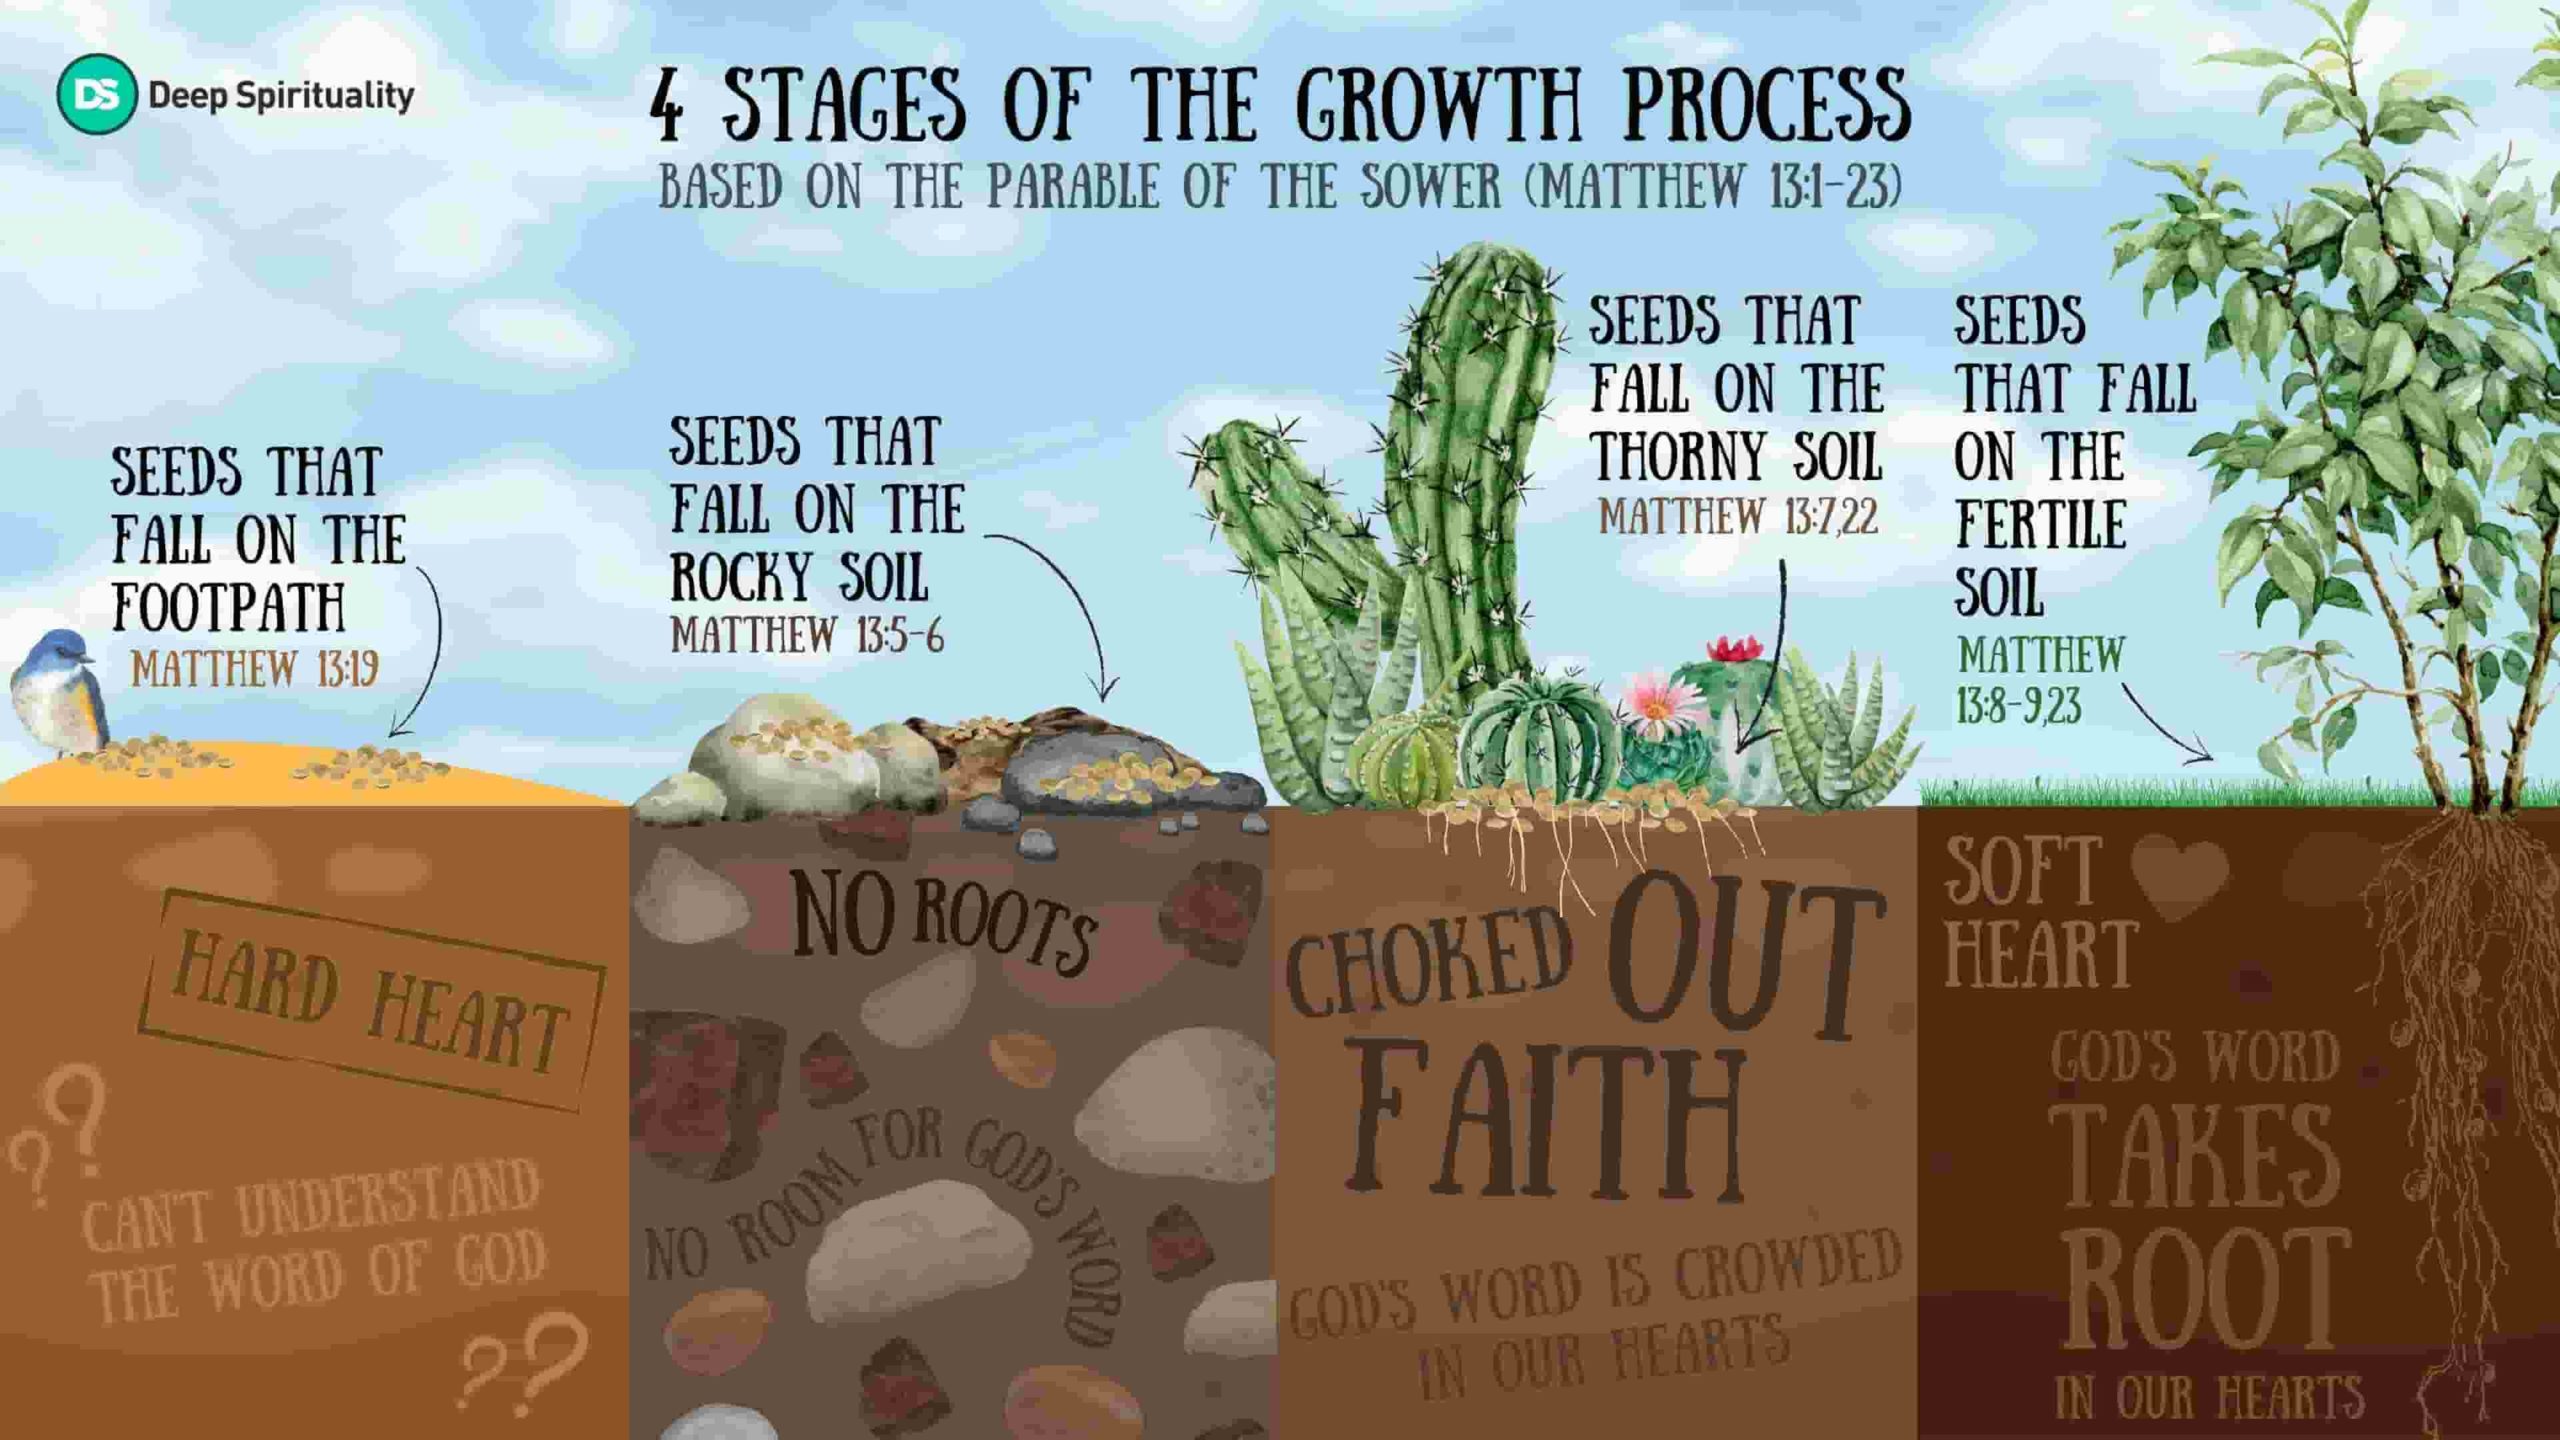 DS Deep Spirituality
4 STAGES OF THE GROWTH PROCESS
BASED ON THE PARABLE OF THE SOWER (MATTHEW 13:1-23)
SEEDS THAT
FALL ON THE
FOOTPATH
MATTHEW 13:19
SEEDS THAT
FALL ON THE
ROCKY SOIL
MATTHEW 13:5-6
SEEDS THAT
FALL ON THE
THORNY SOIL
MATTHEW 13:7,22
SEEDS
THAT FALL
ON THE
FERTILE
SOIL
MATTHEW
13:8-9,23
HARD HEART
??
CAN'T UNDERSTAND
THE WORD OF GOD
??
NO ROOTS
NO ROOM FOR GOD'S WORD
CHOKED OUT
FAITH
GOD'S WORD IS CROWDED
IN OUR HEARTS
SOFT
HEART
GOD'S WORD
TAKES
ROOT
IN OUR HEARTS